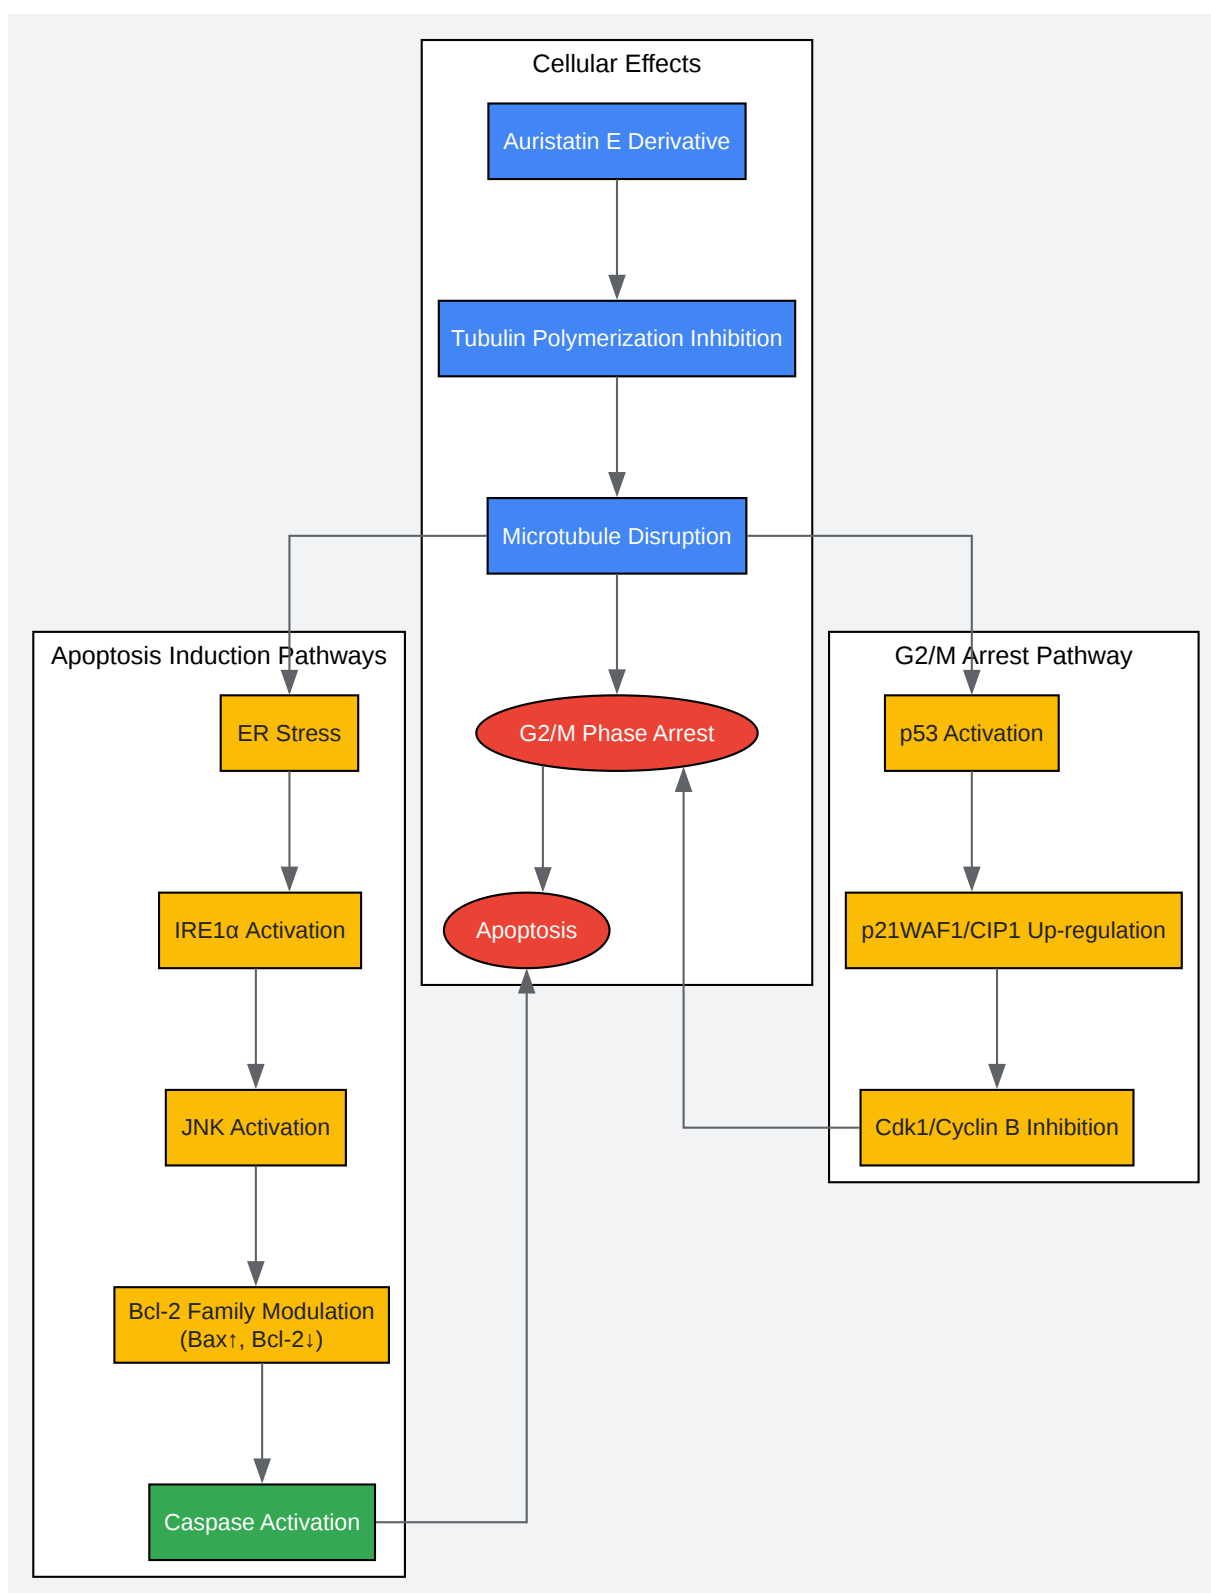 Cellular Effects
Auristatin E Derivative
Tubulin Polymerization Inhibition
Microtubule Disruption
G2/M Phase Arrest
Apoptosis
Apoptosis Induction Pathways
ER Stress
IRE1α Activation
JNK Activation
Bcl-2 Family Modulation
(Bax↑, Bcl-2↓)
Caspase Activation
G2/M Arrest Pathway
p53 Activation
p21WAF1/CIP1 Up-regulation
Cdk1/Cyclin B Inhibition